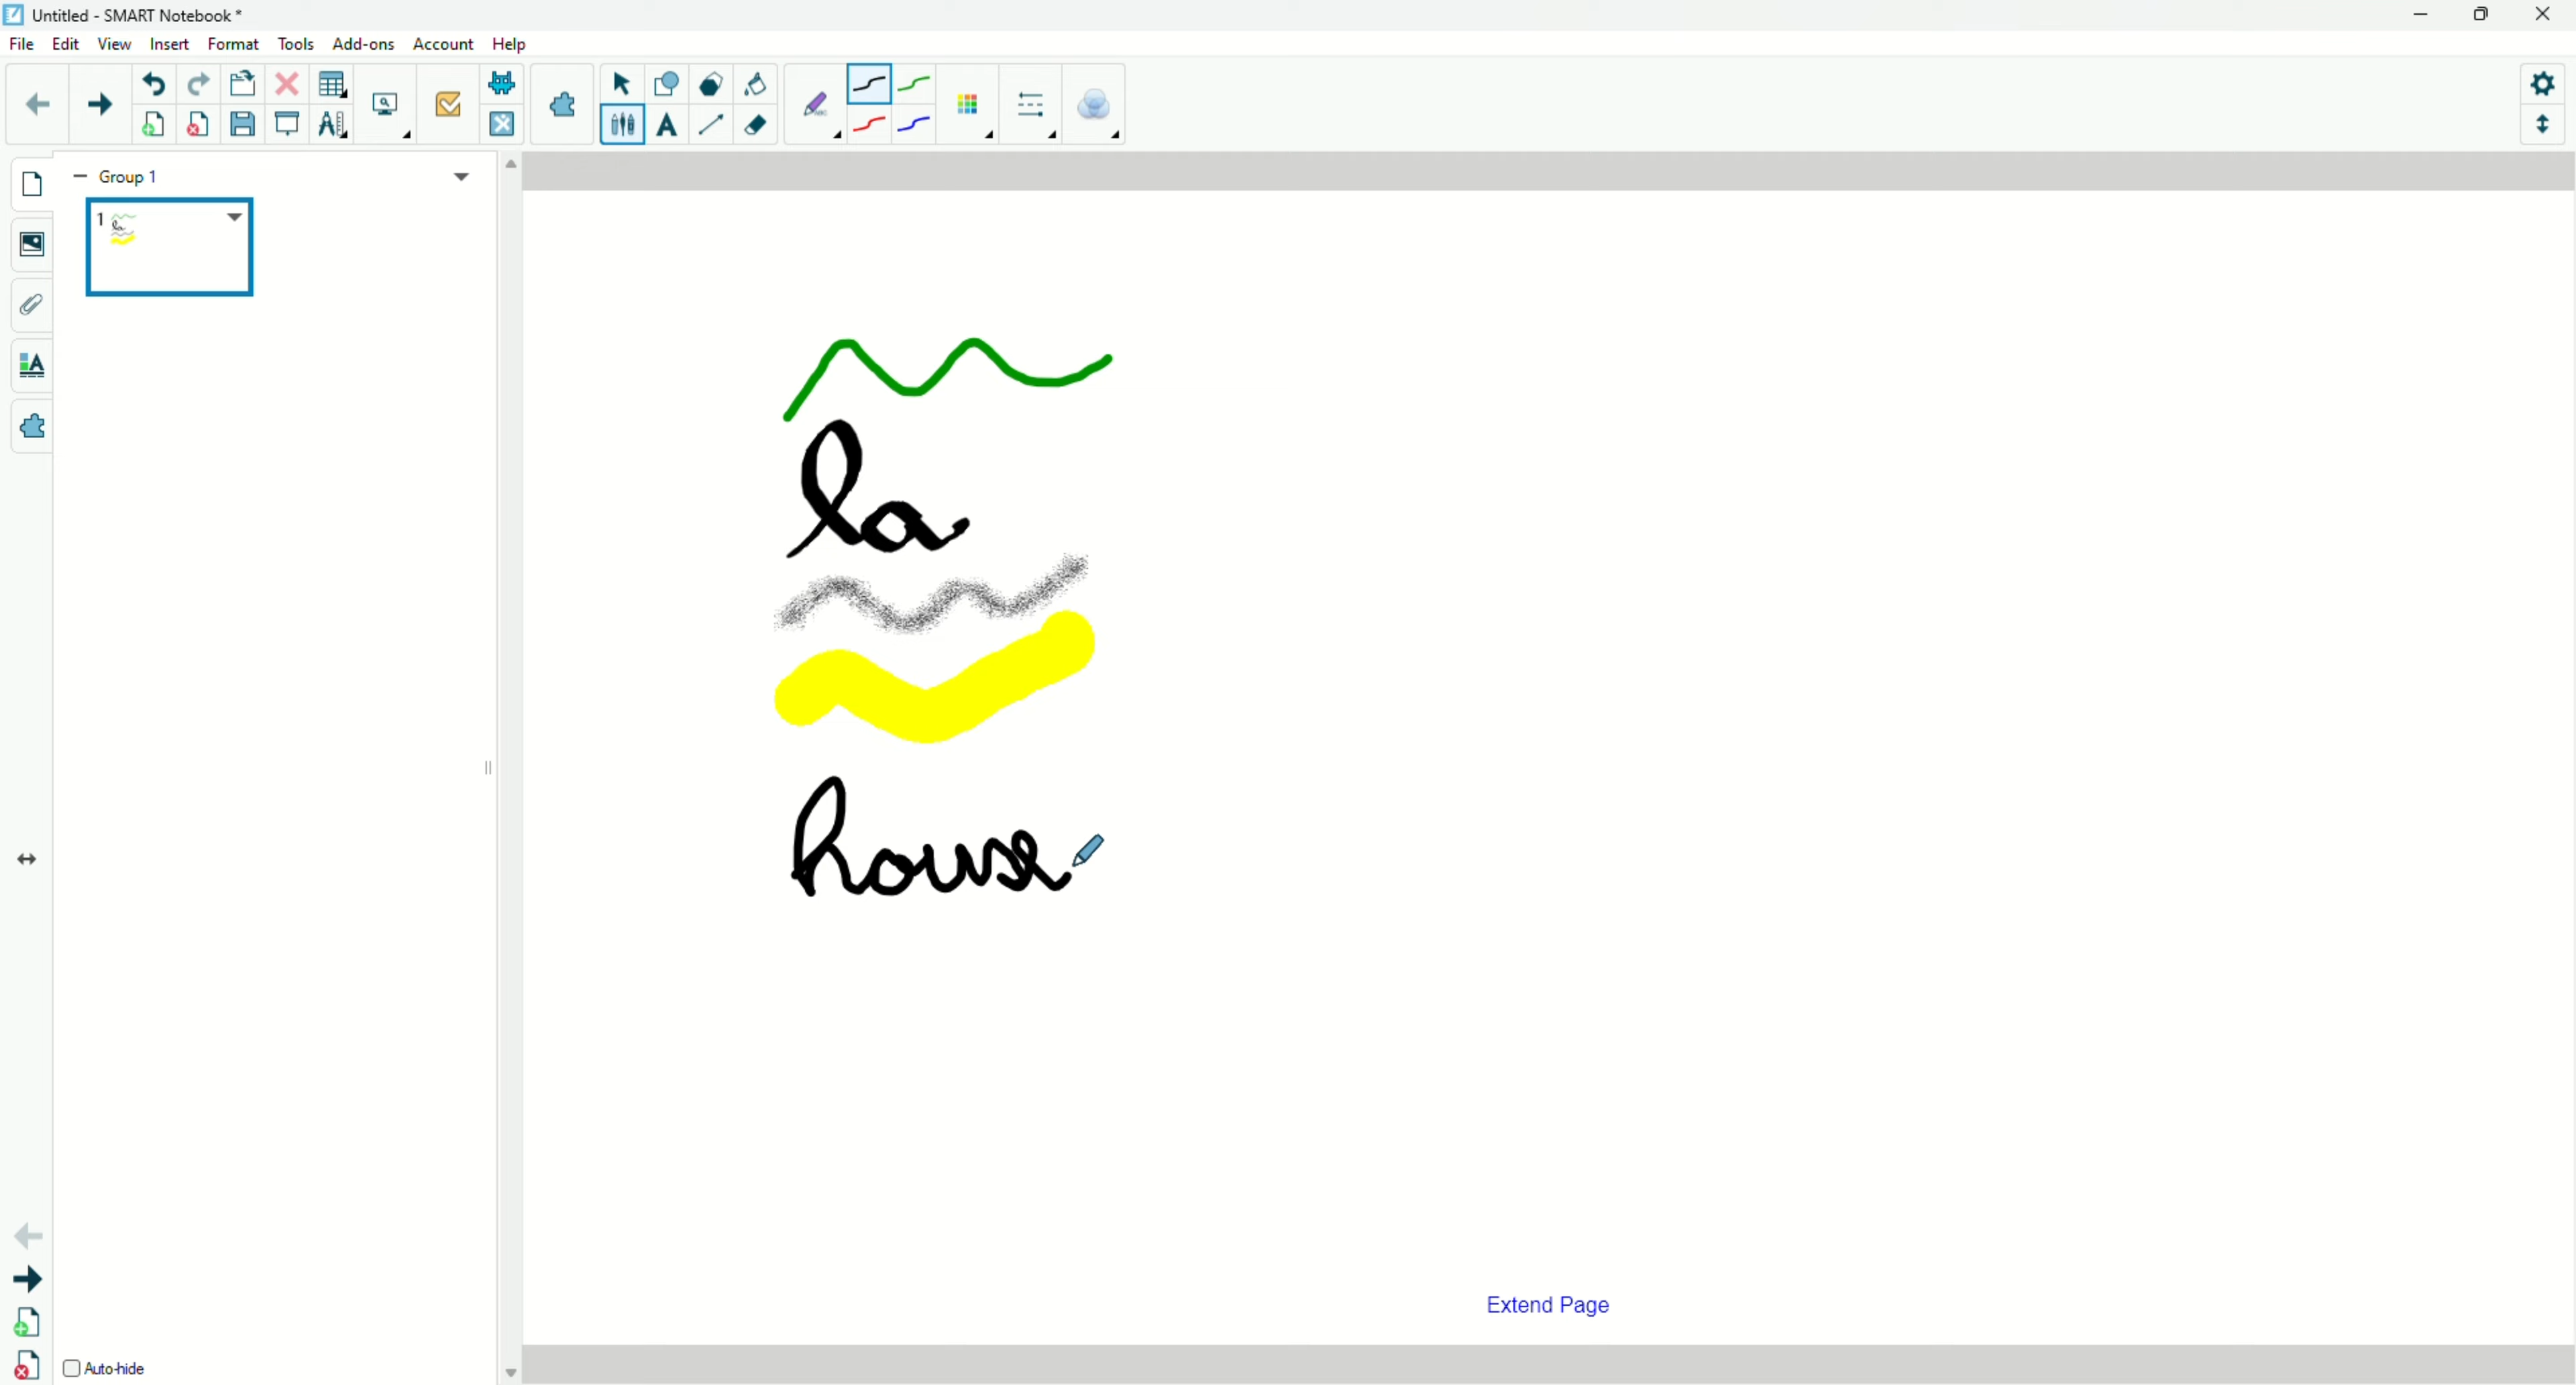 Untitled - SMART Notebook *
File Edit View Insert Format Tools Add-ons Account Help
Group 1
1
la
house
Extend Page
Auto-hide